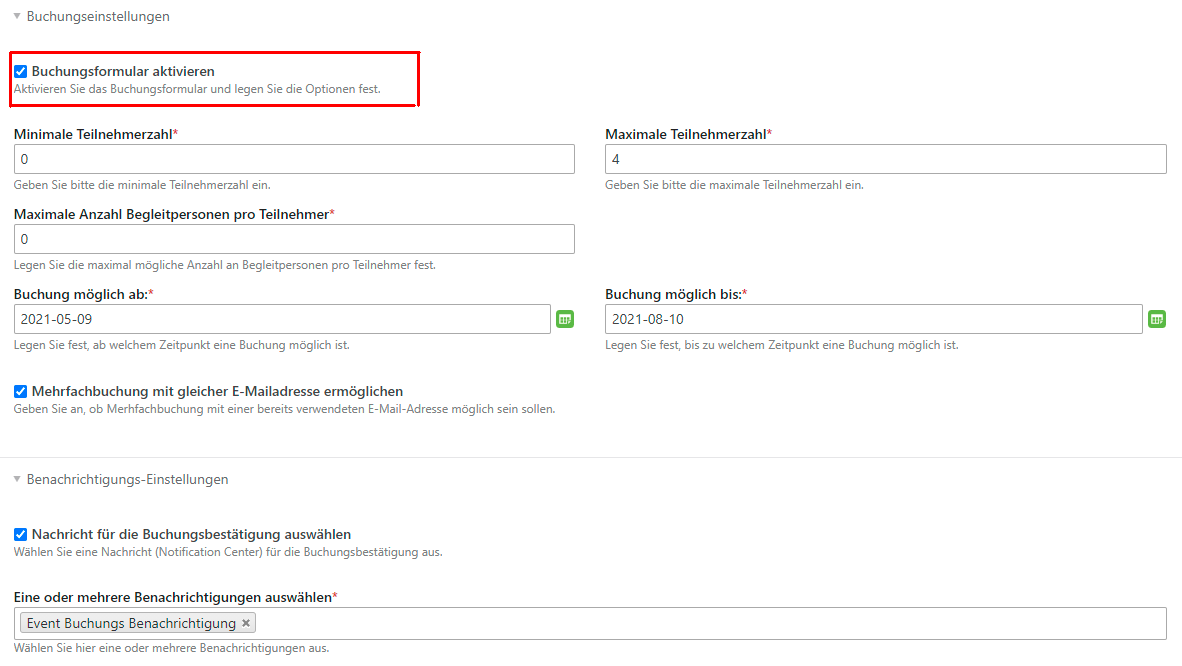 Buchungseinstellungen
Buchungsformular aktivieren
Aktivieren Sie das Buchungsformular und legen Sie die Optionen fest.
Minimale Teilnehmerzahl*
0
Geben Sie bitte die minimale Teilnehmerzahl ein.
Maximale Teilnehmerzahl*
4
Geben Sie bitte die maximale Teilnehmerzahl ein.
Maximale Anzahl Begleitpersonen pro Teilnehmer*
0
Legen Sie die maximal mögliche Anzahl an Begleitpersonen pro Teilnehmer fest.
Buchung möglich ab:*
2021-05-09
Legen Sie fest, ab welchem Zeitpunkt eine Buchung möglich ist.
Buchung möglich bis:*
2021-08-10
Legen Sie fest, bis zu welchem Zeitpunkt eine Buchung möglich ist.
Mehrfachbuchung mit gleicher E-Mailadresse ermöglichen
Geben Sie an, ob Merhfachbuchung mit einer bereits verwendeten E-Mail-Adresse möglich sein sollen.
Benachrichtigungs-Einstellungen
Nachricht für die Buchungsbestätigung auswählen
Wählen Sie eine Nachricht (Notification Center) für die Buchungsbestätigung aus.
Eine oder mehrere Benachrichtigungen auswählen*
Event Buchungs Benachrichtigung ×
Wählen Sie hier eine oder mehrere Benachrichtigungen aus.